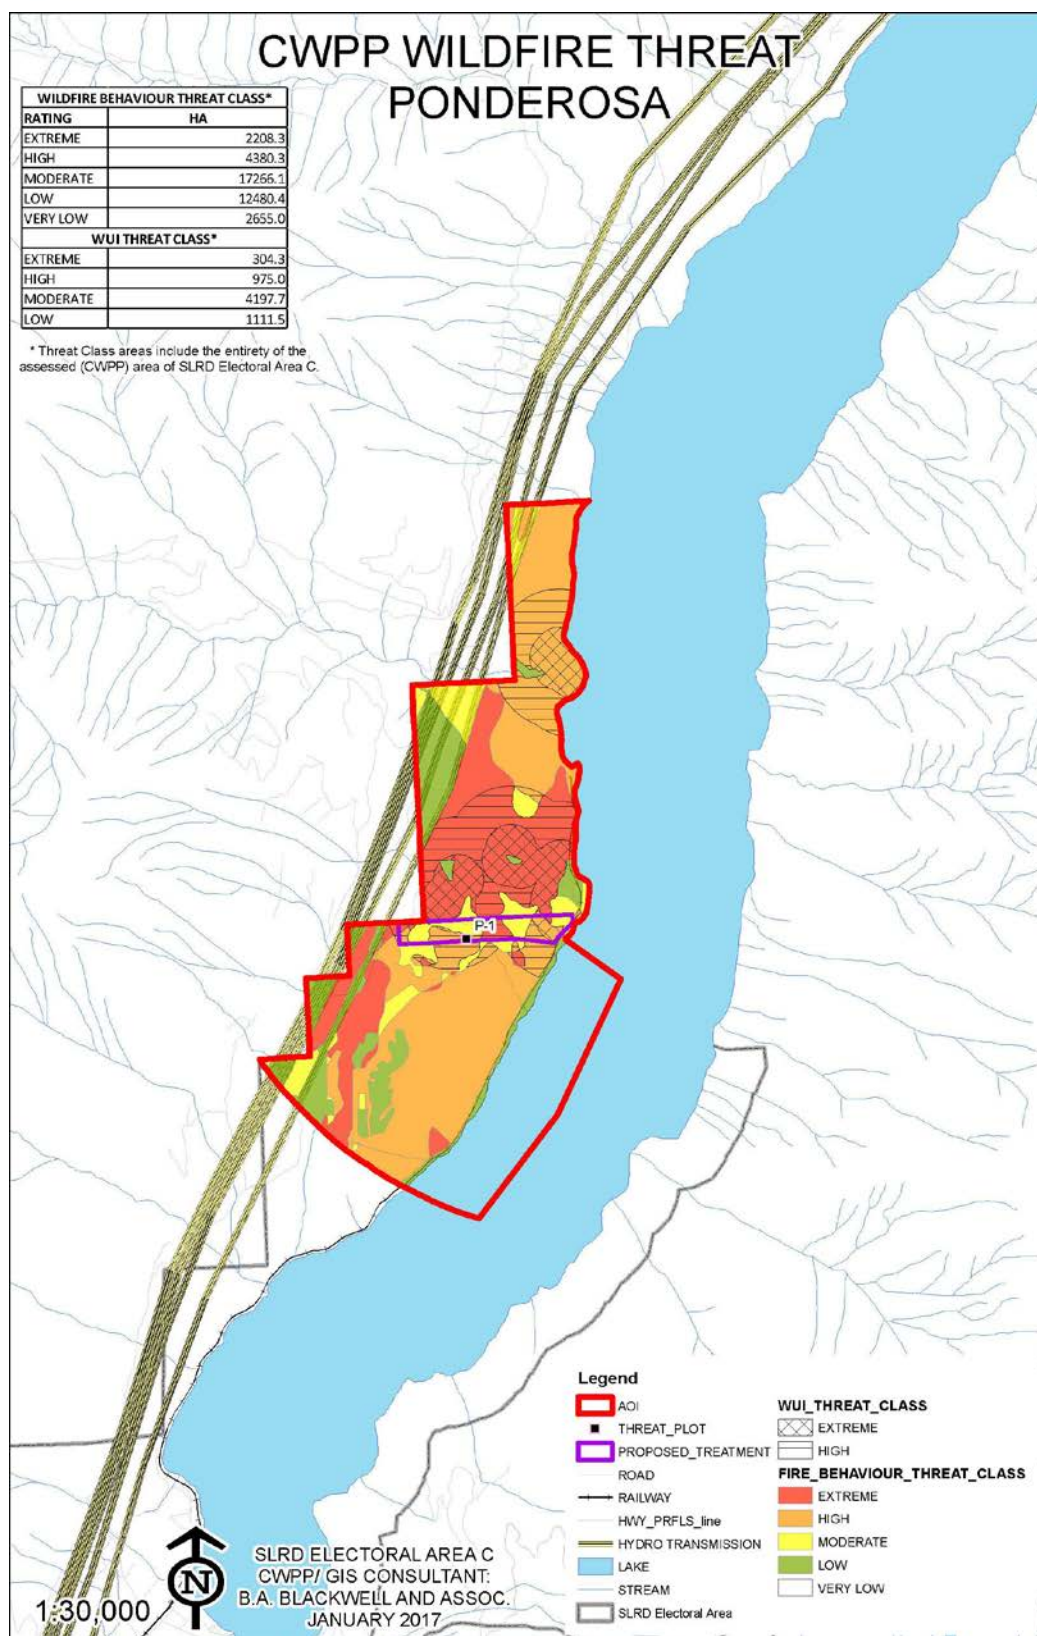 CWPP WILDFIRE THREAT
PONDEROSA
WILDFIRE BEHAVIOUR THREAT CLASS*
RATING HA
EXTREME 2208.3
HIGH 4380.3
MODERATE 17266.1
LOW 12480.4
VERY LOW 2655.0
WUI THREAT CLASS*
EXTREME 304.3
HIGH 975.0
MODERATE 4197.7
LOW 1111.5
* Threat Class areas include the entirety of the
assessed (CWPP) area of SLRD Electoral Area C.
P-1
Legend
AOI
THREAT_PLOT
PROPOSED_TREATMENT
ROAD
RAILWAY
HWY_PRFLS_line
HYDRO TRANSMISSION
LAKE
STREAM
SLRD Electoral Area
WUI_THREAT_CLASS
EXTREME
HIGH
FIRE_BEHAVIOUR_THREAT_CLASS
EXTREME
HIGH
MODERATE
LOW
VERY LOW
N
1:30,000
SLRD ELECTORAL AREA C
CWPP/ GIS CONSULTANT:
B.A. BLACKWELL AND ASSOC.
JANUARY 2017